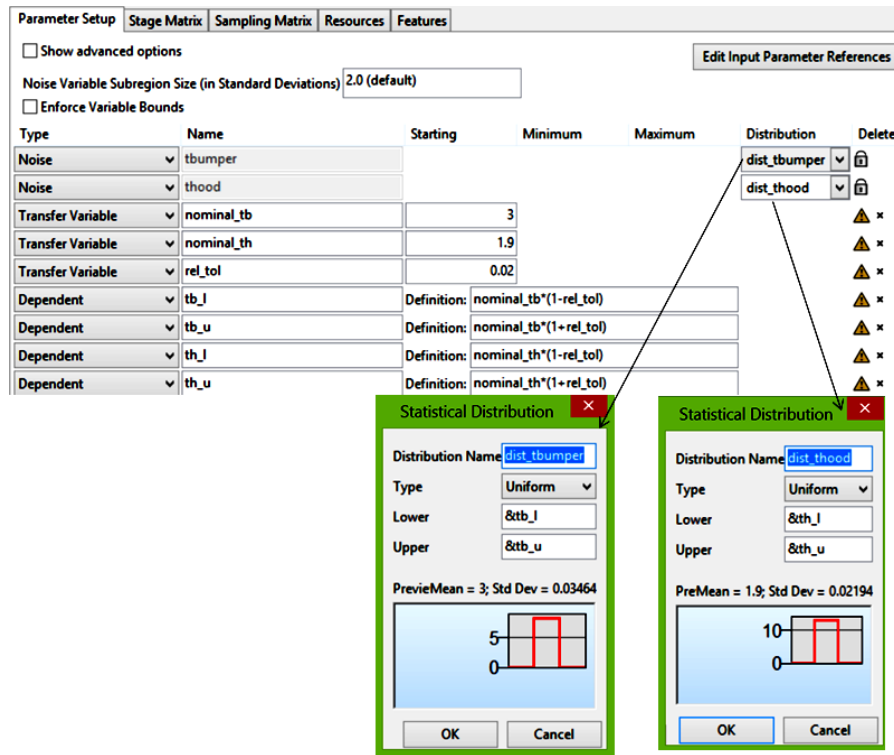 Parameter Setup Stage Matrix Sampling Matrix Resources Features
Show advanced options
Edit Input Parameter References
Noise Variable Subregion Size (in Standard Deviations) 2.0 (default)
Enforce Variable Bounds
Type Name Starting Minimum Maximum Distribution Delete
Noise tbumper dist_tbumper
Noise thood dist_thood
Transfer Variable nominal_tb 3
Transfer Variable nominal_th 1.9
Transfer Variable rel_tol 0.02
Dependent tb_l Definition: nominal_tb*(1-rel_tol)
Dependent tb_u Definition: nominal_tb*(1+rel_tol)
Dependent th_l Definition: nominal_th*(1-rel_tol)
Dependent th_u Definition: nominal_th*(1+rel_tol)
Statistical Distribution
Distribution Name dist_tbumper
Type Uniform
Lower &tb_l
Upper &tb_u
PrevieMean = 3; Std Dev = 0.03464
5
0
OK Cancel
Statistical Distribution
Distribution Name dist_thood
Type Uniform
Lower &th_l
Upper &th_u
PreMean = 1.9; Std Dev = 0.02194
10
0
OK Cancel